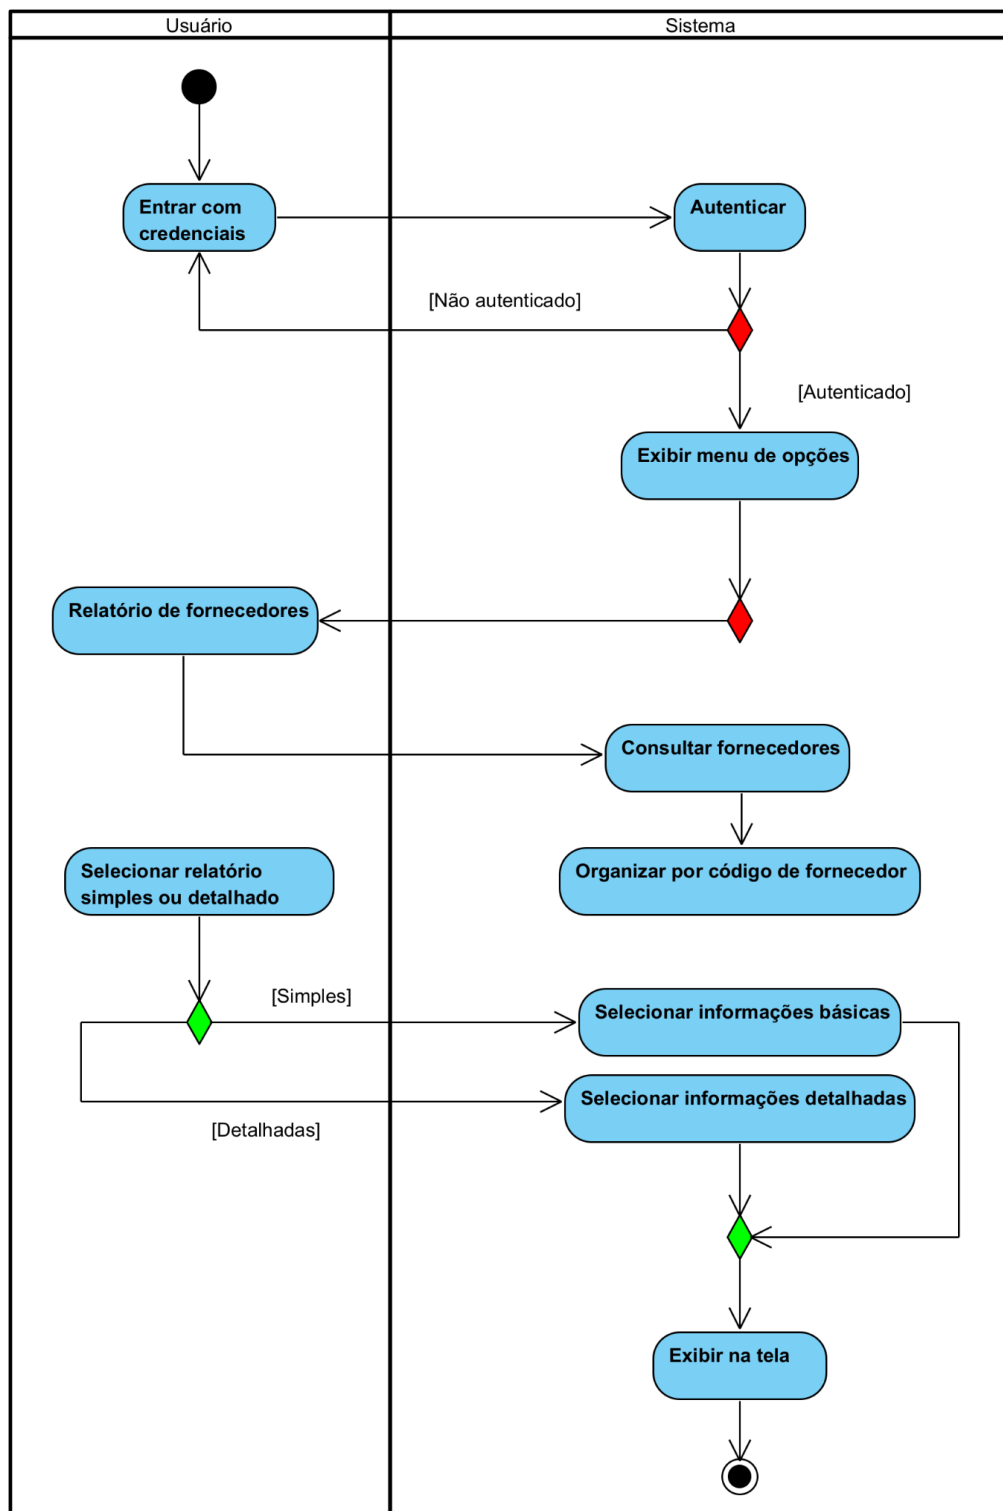 Usuário
Sistema
Entrar com
credenciais
Autenticar
[Não autenticado]
[Autenticado]
Exibir menu de opções
Relatório de fornecedores
Consultar fornecedores
Selecionar relatório
simples ou detalhado
Organizar por código de fornecedor
[Simples]
Selecionar informações básicas
Selecionar informações detalhadas
[Detalhadas]
Exibir na tela